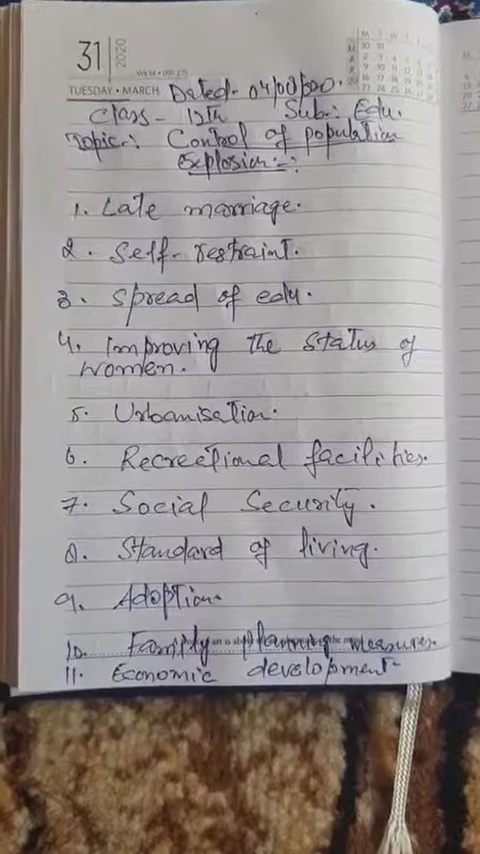 31 2020
TUESDAY • MARCH Dated- 04/08/020.
Class- 12th Sub:- Edu.
Topic:- Control of population
explosion:-:
1. Late marriage.
2. Self-restraint.
3. Spread of edu.
4. Improving the status of
women.
5. Urbanisation.
6. Recreational facilities.
7. Social Security.
8. Standard of living.
9. Adoption.
10. Family planning measures.
11. Economic development-